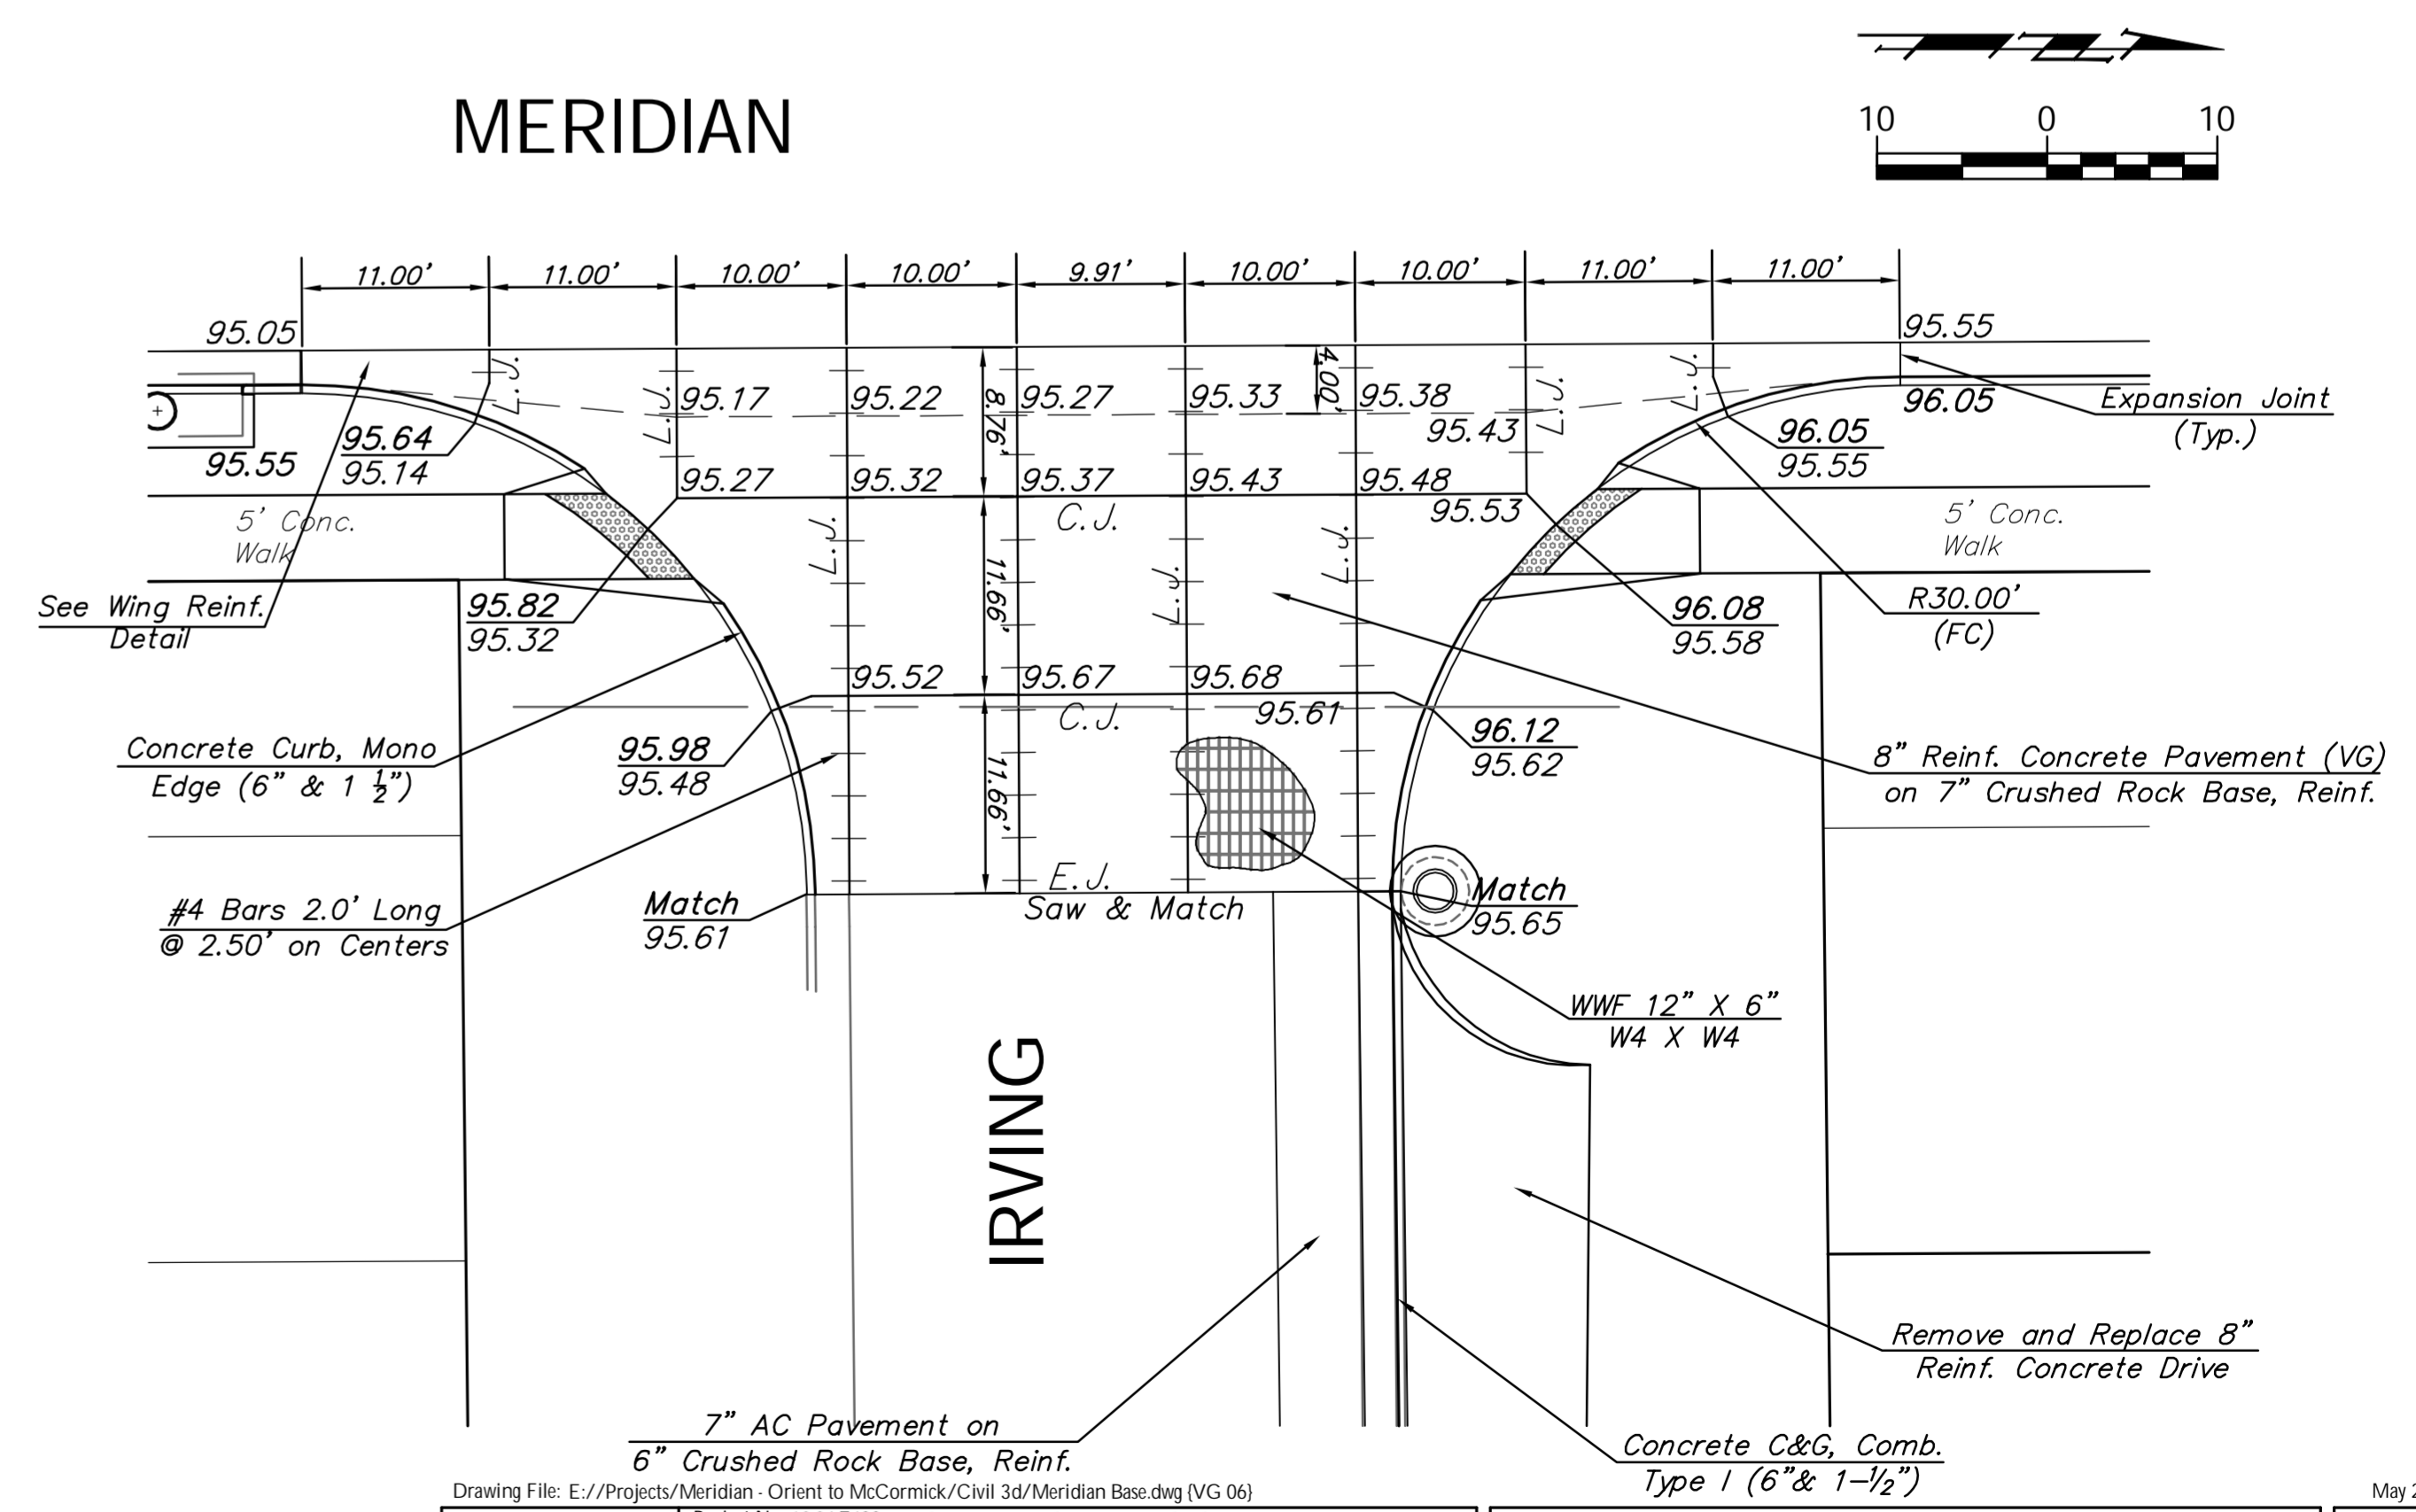 MERIDIAN
10 0 10
11.00' 11.00' 10.00' 10.00' 9.91' 10.00' 10.00' 11.00' 11.00'
95.05
95.55
L.J.
L.J.
L.J.
L.J.
8.76'
4.00'
95.17 95.22 95.27 95.33 95.38
95.43
96.05
Expansion Joint
(Typ.)
95.64
95.14
95.55
96.05
95.55
95.27 95.32 95.37 95.43 95.48
95.53
C.J.
5' Conc.
Walk
5' Conc.
Walk
L.J.
L.J.
L.J.
11.66'
See Wing Reinf.
Detail
95.82
95.32
96.08
95.58
R30.00'
(FC)
95.52 95.67 95.68
95.61
C.J.
Concrete Curb, Mono
Edge (6" & 1 ½")
95.98
95.48
96.12
95.62
8" Reinf. Concrete Pavement (VG)
on 7" Crushed Rock Base, Reinf.
11.66'
#4 Bars 2.0' Long
@ 2.50' on Centers
Match
95.61
E.J.
Saw & Match
Match
95.65
WWF 12" X 6"
W4 X W4
IRVING
Remove and Replace 8"
Reinf. Concrete Drive
7" AC Pavement on
6" Crushed Rock Base, Reinf.
Concrete C&G, Comb.
Type I (6"& 1-½")
Drawing File: E://Projects/Meridian - Orient to McCormick/Civil 3d/Meridian Base.dwg {VG 06}
May